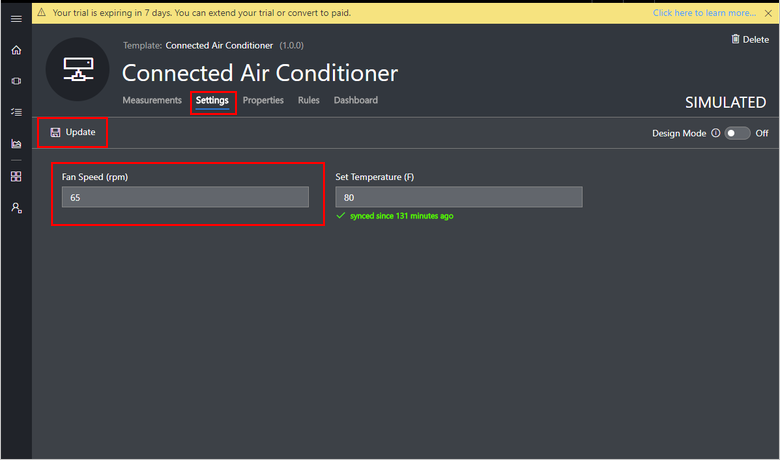 Your trial is expiring in 7 days. You can extend your trial or convert to paid. Click here to learn more...
Template: Connected Air Conditioner (1.0.0)
Delete
Connected Air Conditioner
Measurements Settings Properties Rules Dashboard
SIMULATED
Update
Design Mode Off
Fan Speed (rpm) Set Temperature (F)
65 80
synced since 131 minutes ago